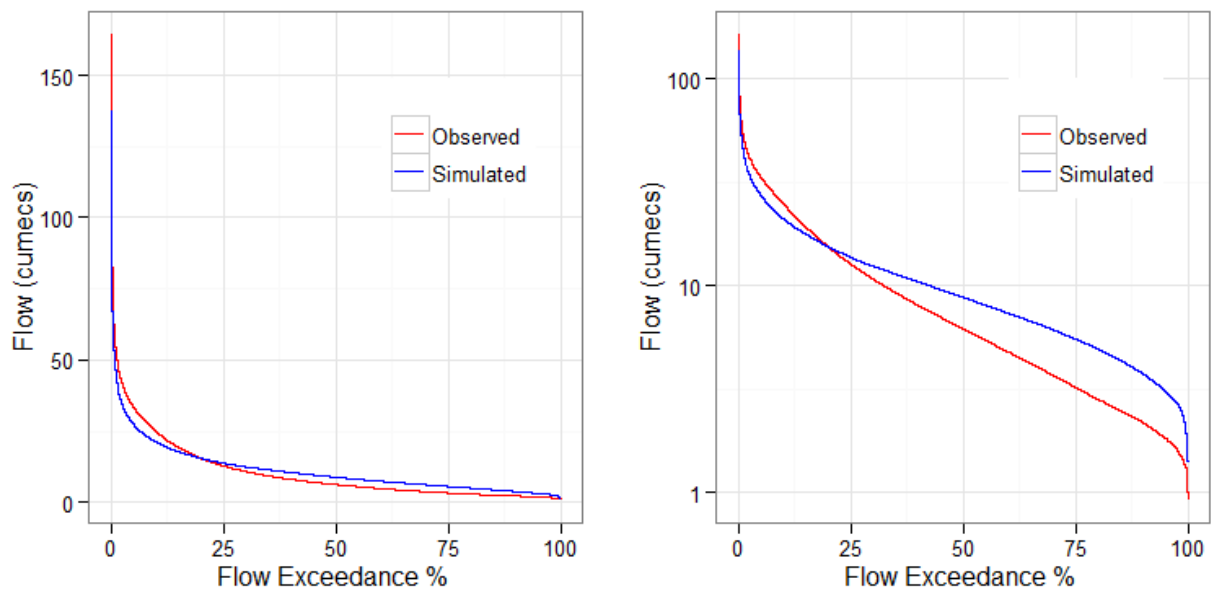 150
100
50
0
Flow (cumecs)
Observed
Simulated
0 25 50 75 100
Flow Exceedance %
100
10
1
Flow (cumecs)
Observed
Simulated
0 25 50 75 100
Flow Exceedance %